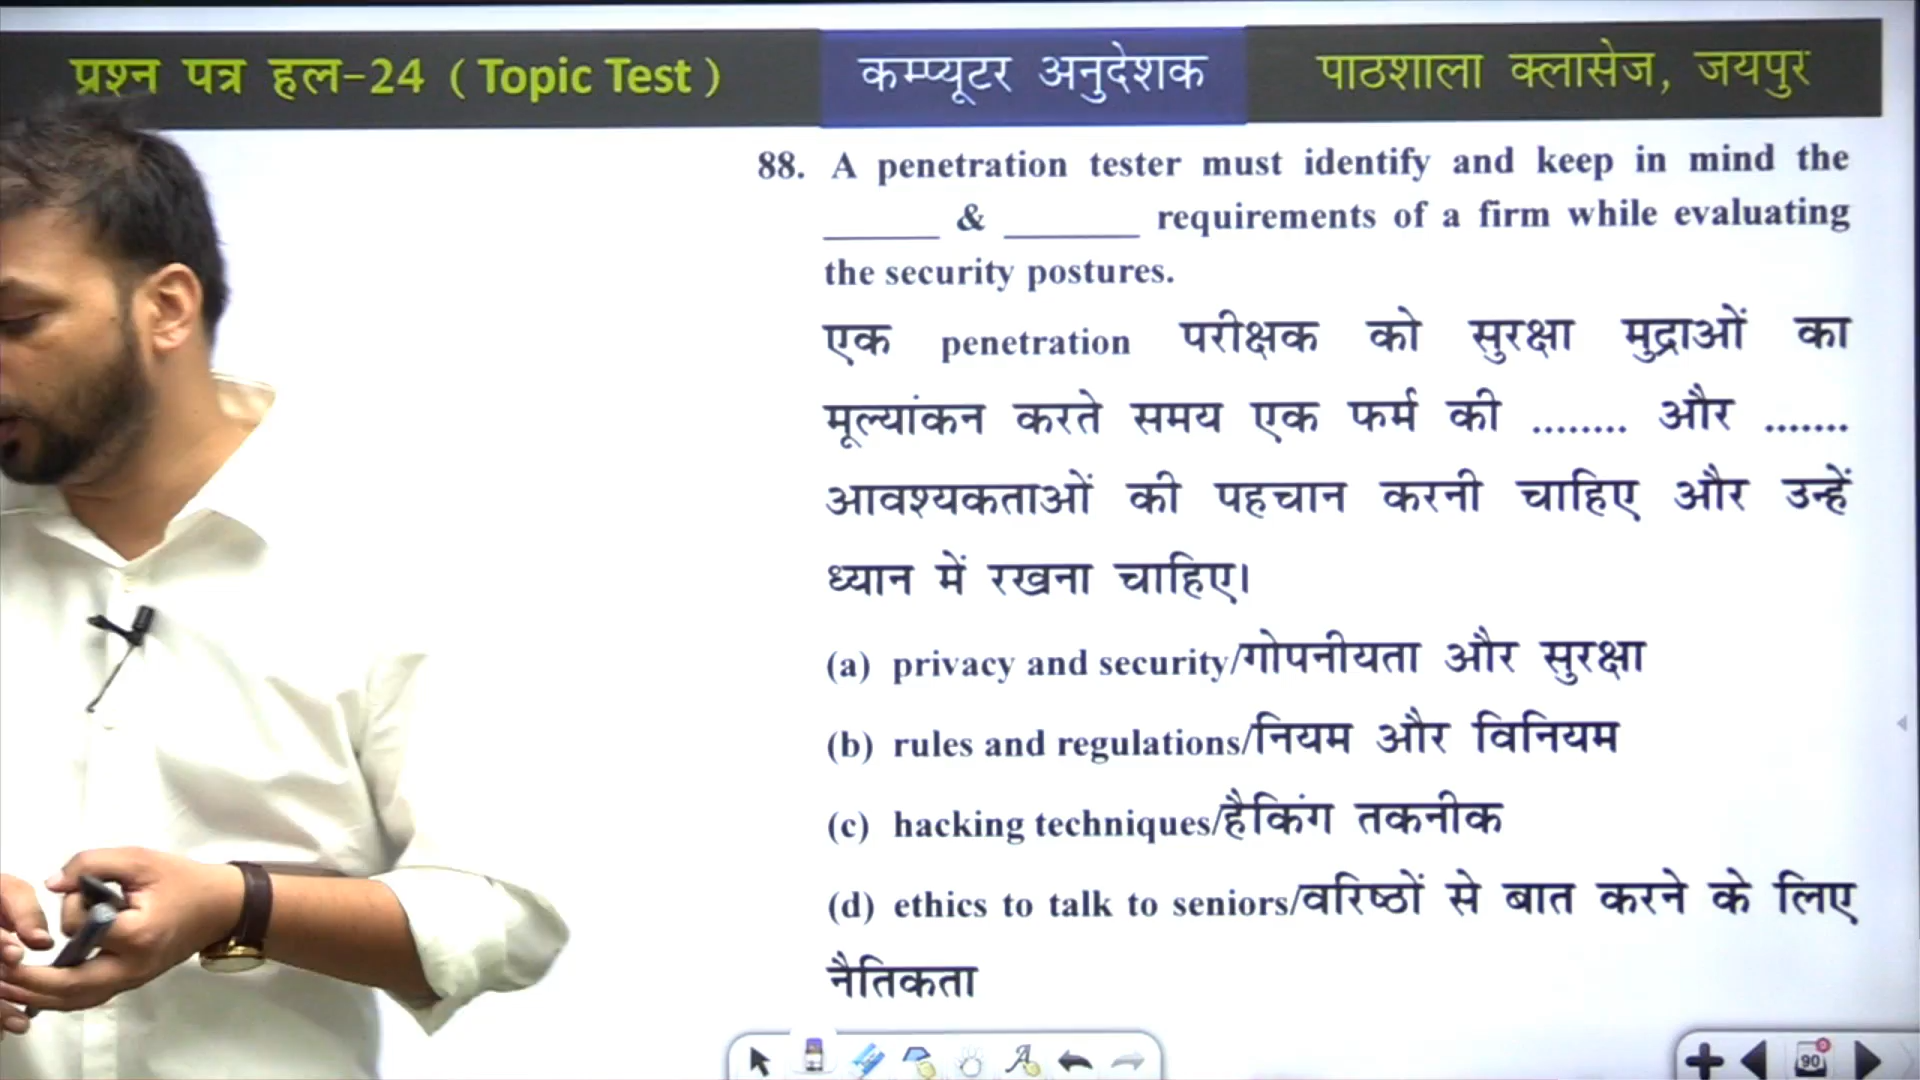 प्रश्न पत्र हल-24 ( Topic Test )
कम्प्यूटर अनुदेशक
पाठशाला क्लासेज, जयपुर
88. A penetration tester must identify and keep in mind the
______ & _______ requirements of a firm while evaluating
the security postures.
एक penetration परीक्षक को सुरक्षा मुद्राओं का
मूल्यांकन करते समय एक फर्म की ........ और .......
आवश्यकताओं की पहचान करनी चाहिए और उन्हें
ध्यान में रखना चाहिए।
(a) privacy and security/गोपनीयता और सुरक्षा
(b) rules and regulations/नियम और विनियम
(c) hacking techniques/हैकिंग तकनीक
(d) ethics to talk to seniors/वरिष्ठों से बात करने के लिए
नैतिकता
90